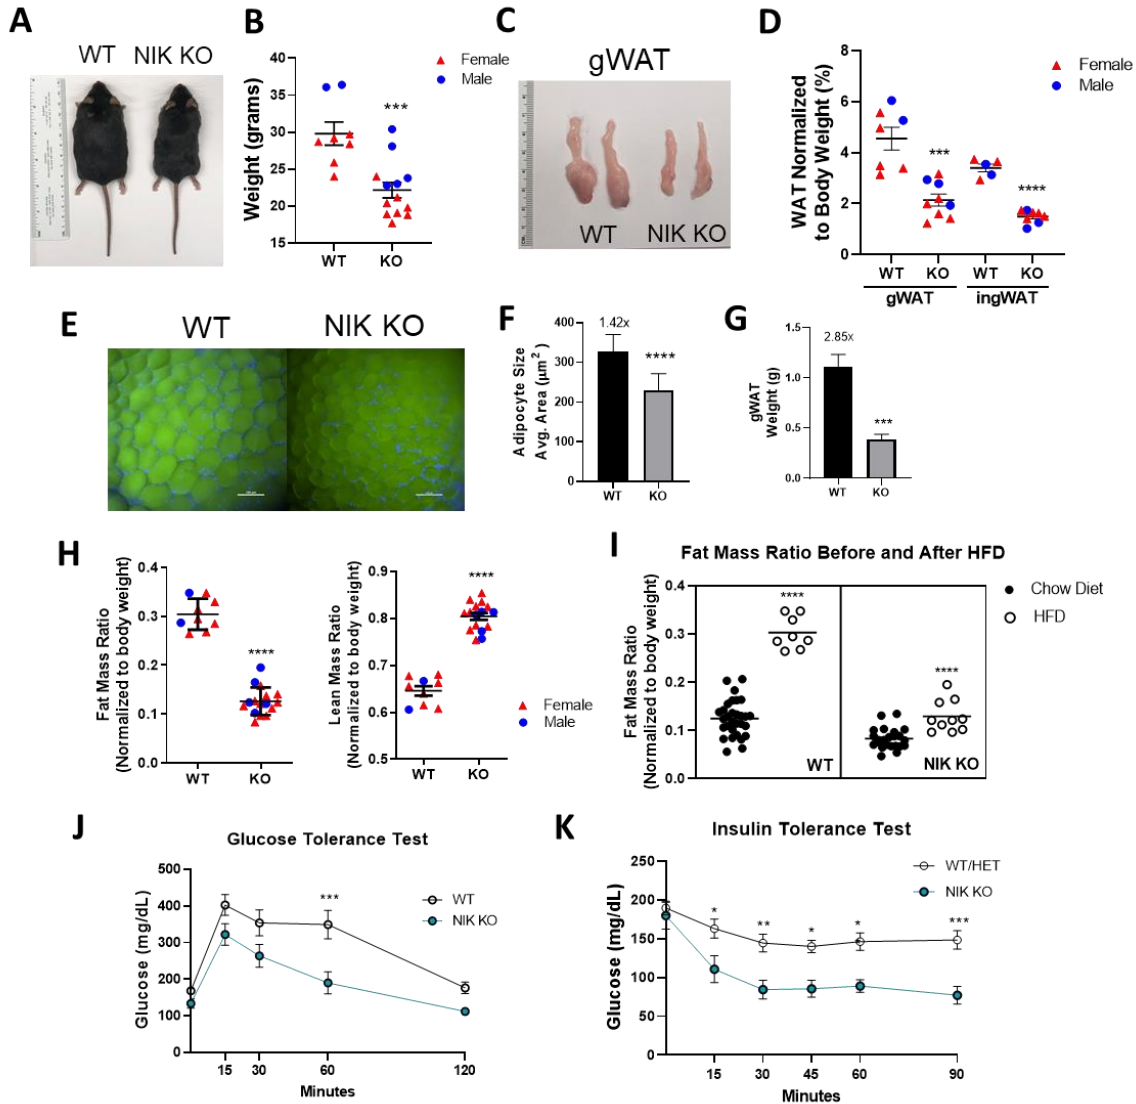 A
WT NIK KO
B
Weight (grams)
40
35
30
25
20
15
***
WT KO
Female
Male
C
gWAT
WT NIK KO
D
WAT Normalized
to Body Weight (%)
8
6
4
2
0
***
****
WT KO WT KO
gWAT ingWAT
Female
Male
E
WT NIK KO
F
Adipocyte Size
Avg. Area (µm²)
400
300
200
100
0
1.42x
****
WT KO
G
gWAT
Weight (g)
1.5
1.0
0.5
0.0
2.85x
***
WT KO
H
Fat Mass Ratio
(Normalized to body weight)
0.4
0.3
0.2
0.1
0.0
****
WT KO
Lean Mass Ratio
(Normalized to body weight)
0.9
0.8
0.7
0.6
0.5
****
WT KO
Female
Male
I
Fat Mass Ratio Before and After HFD
Fat Mass Ratio
(Normalized to body weight)
0.4
0.3
0.2
0.1
0.0
****
****
WT NIK KO
Chow Diet
HFD
J
Glucose Tolerance Test
Glucose (mg/dL)
500
400
300
200
100
0
***
WT
NIK KO
15 30 60 120
Minutes
K
Insulin Tolerance Test
Glucose (mg/dL)
250
200
150
100
50
0
* ** * * ***
WT/HET
NIK KO
15 30 45 60 90
Minutes